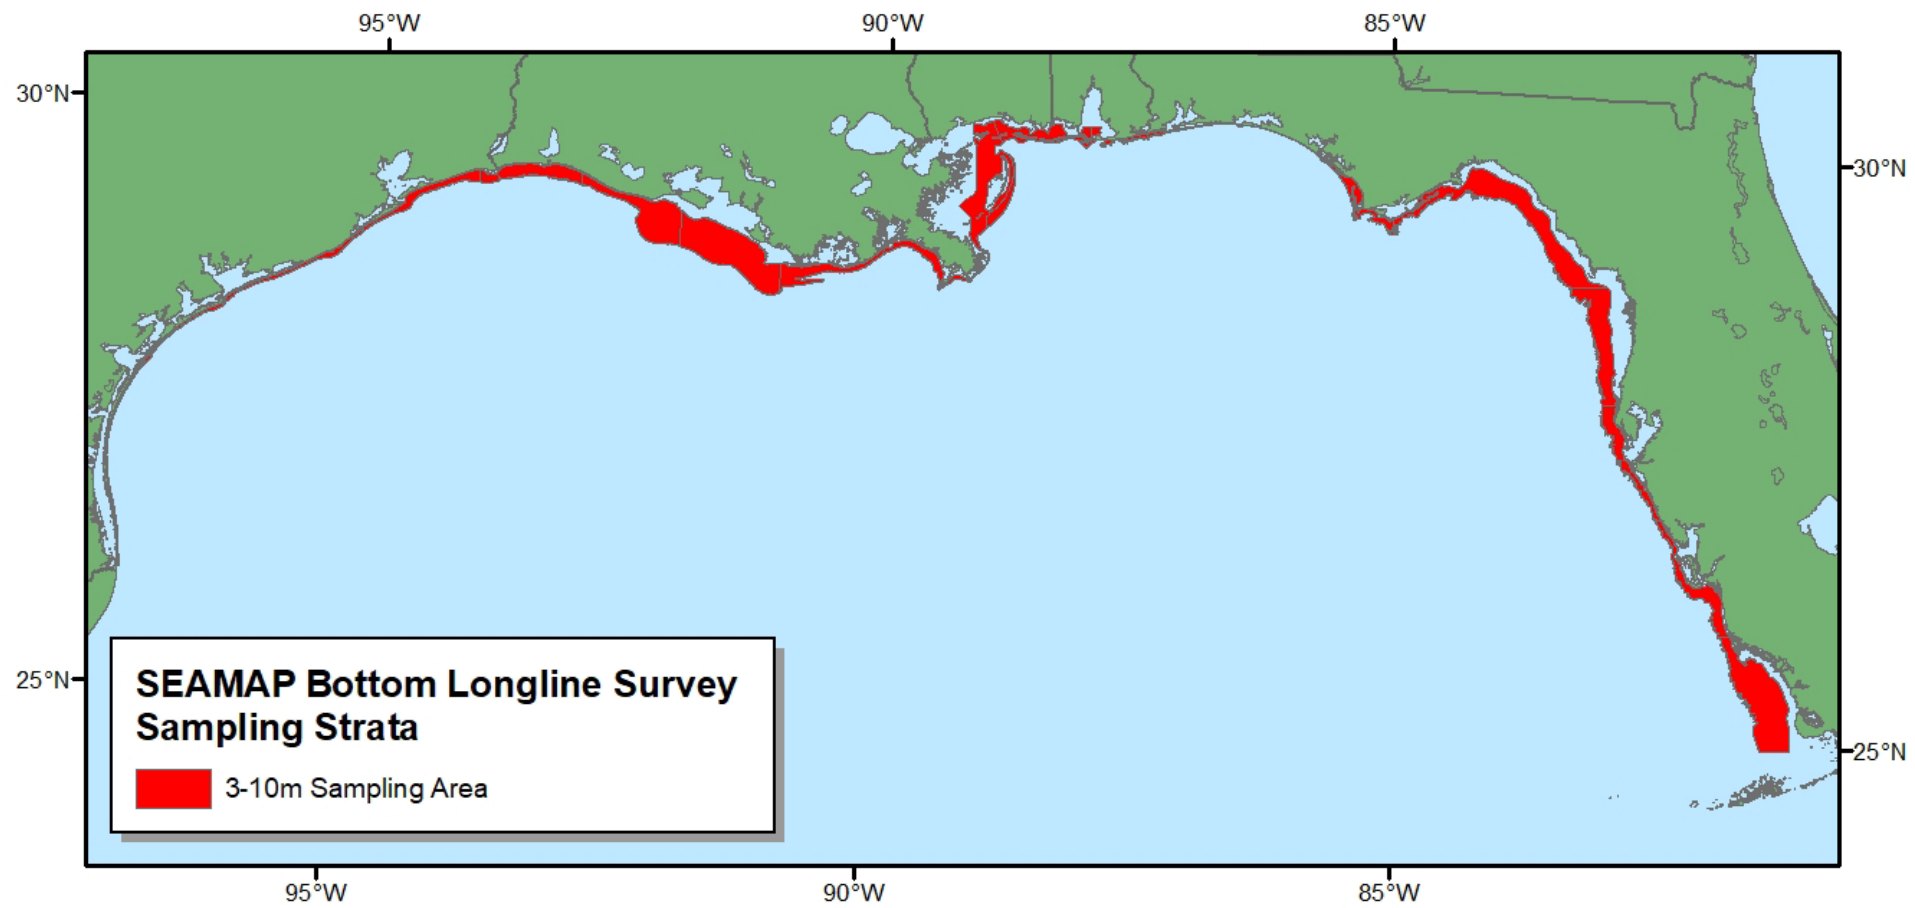 95°W 90°W 85°W
30°N
30°N
25°N
25°N
SEAMAP Bottom Longline Survey
Sampling Strata
3-10m Sampling Area
95°W 90°W 85°W